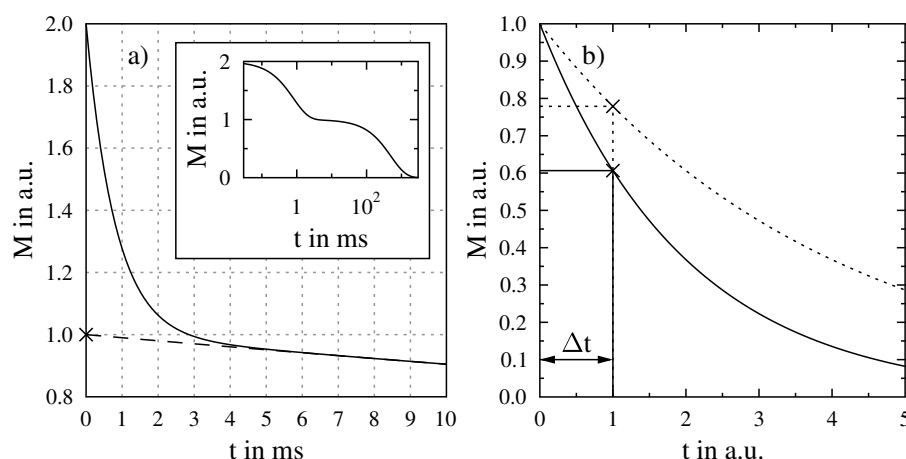 a)
2.0
1.8
1.6
1.4
1.2
1.0
0.8
M in a.u.
0 1 2 3 4 5 6 7 8 9 10
t in ms
2
1
0
M in a.u.
1 10²
t in ms
b)
1.0
0.9
0.8
0.7
0.6
0.5
0.4
0.3
0.2
0.1
0.0
M in a.u.
Δt
0 1 2 3 4 5
t in a.u.